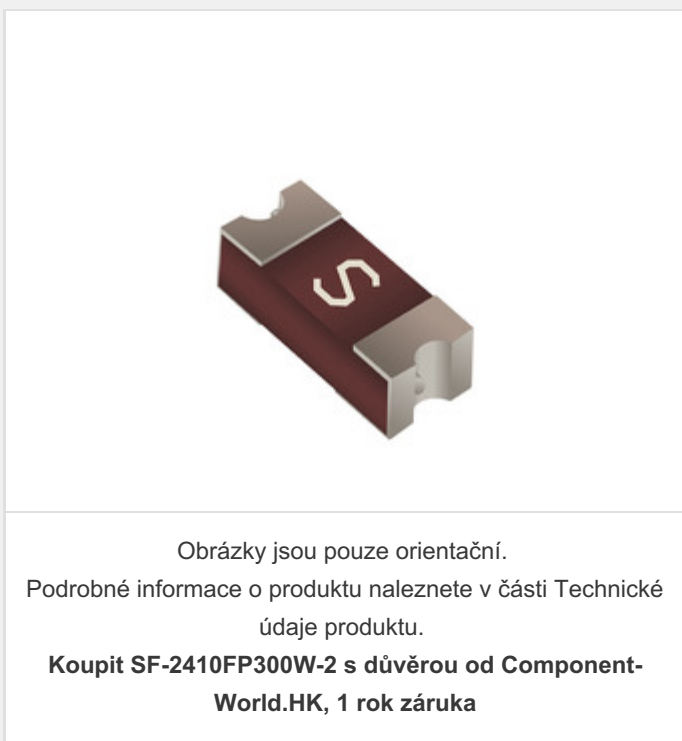 S
Obrázky jsou pouze orientační.
Podrobné informace o produktu naleznete v části Technické
údaje produktu.
Koupit SF-2410FP300W-2 s důvěrou od Component-
World.HK, 1 rok záruka